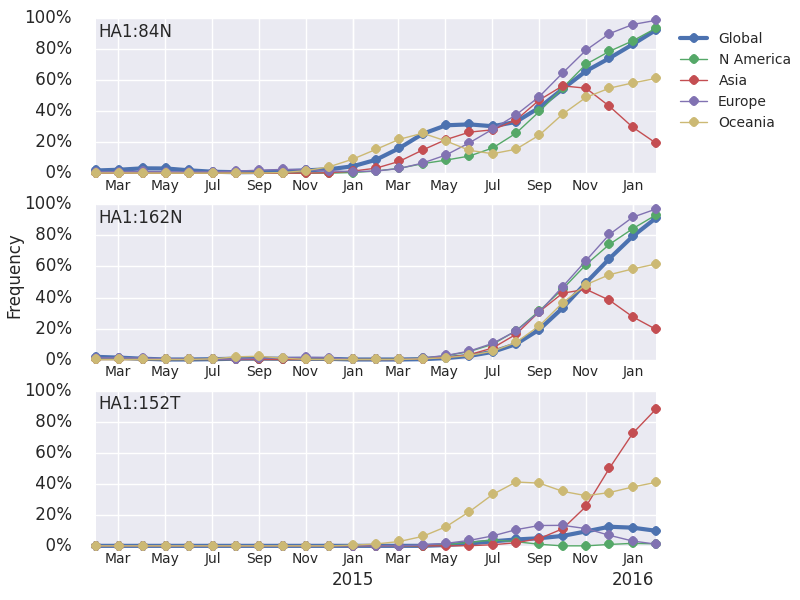 HA1:84N
100%
80%
60%
40%
20%
0%
Mar May Jul Sep Nov Jan Mar May Jul Sep Nov Jan
Global
N America
Asia
Europe
Oceania
HA1:162N
100%
80%
60%
40%
20%
0%
Mar May Jul Sep Nov Jan Mar May Jul Sep Nov Jan
Frequency
HA1:152T
100%
80%
60%
40%
20%
0%
Mar May Jul Sep Nov Jan Mar May Jul Sep Nov Jan
2015 2016